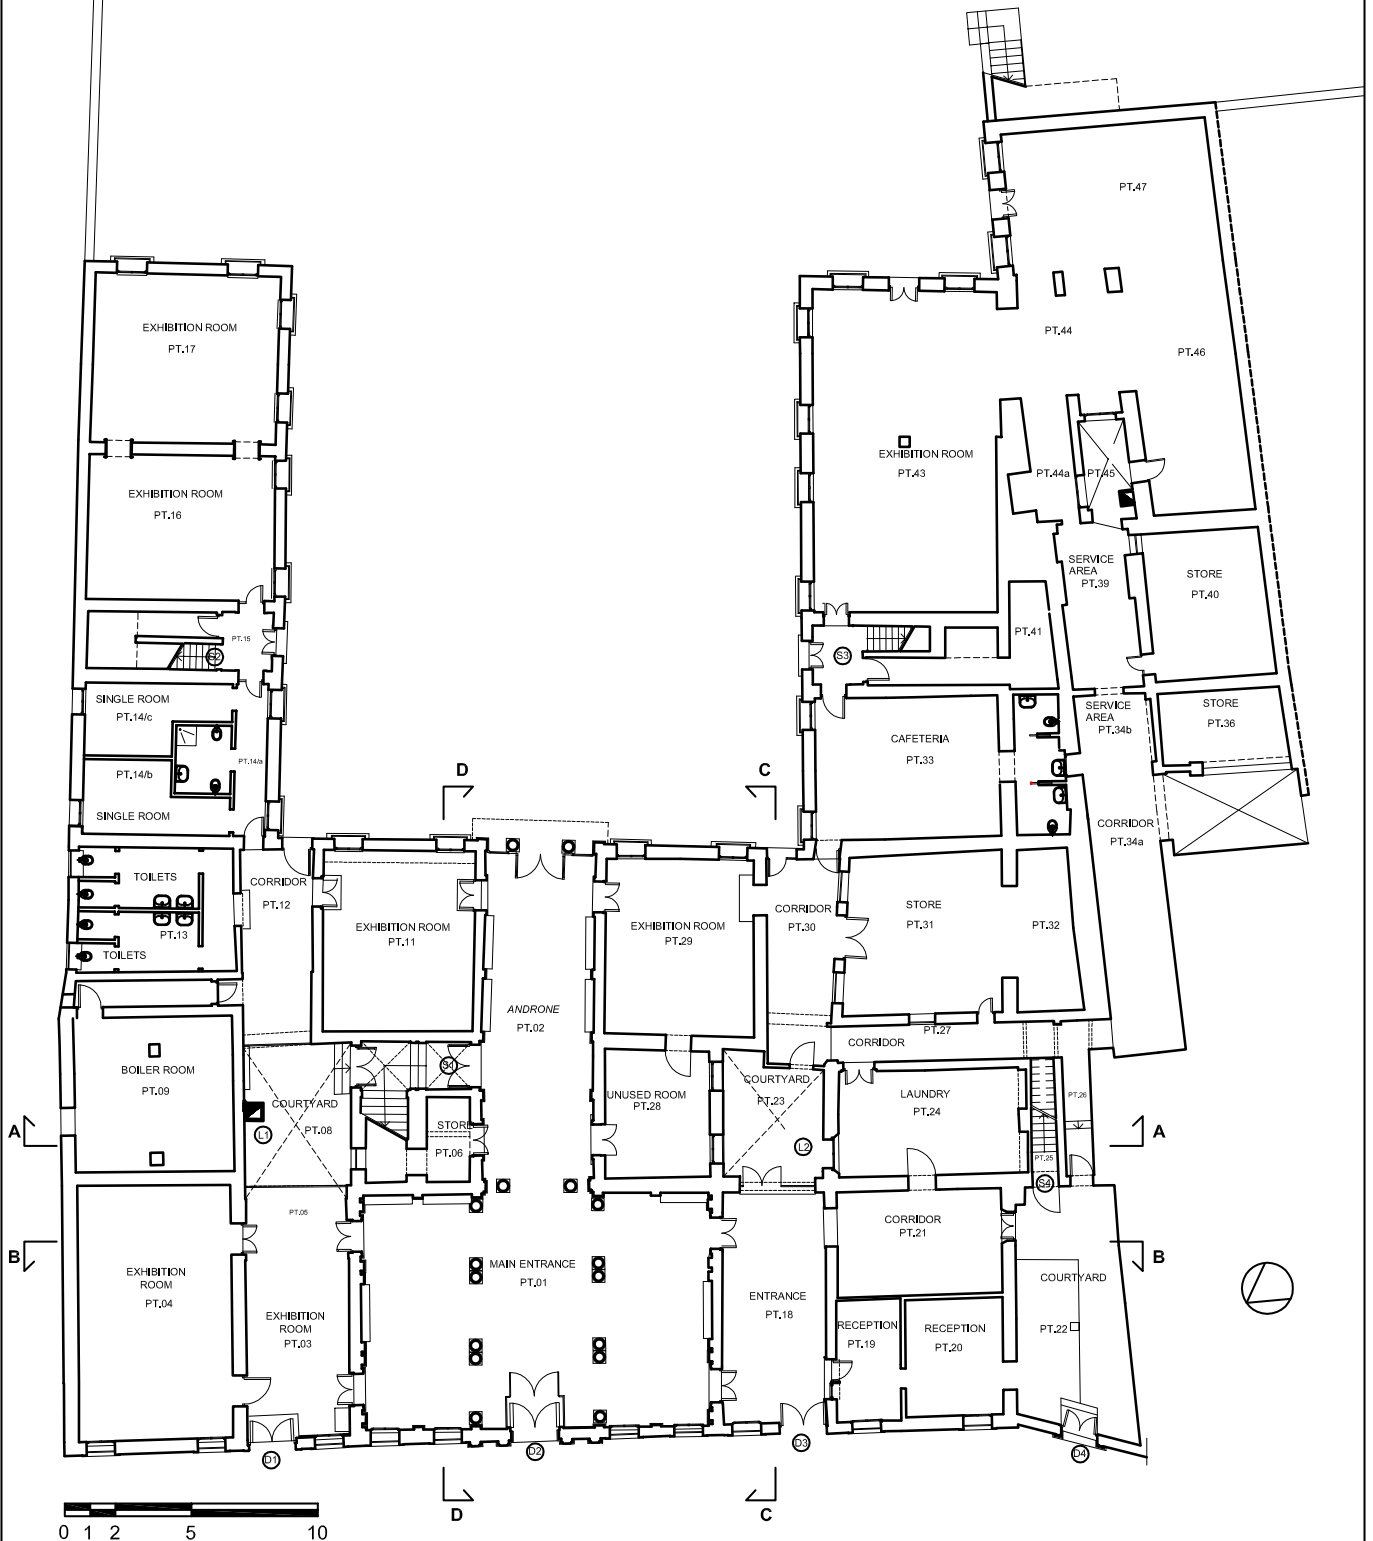 PT.47
EXHIBITION ROOM
PT.17
PT.44
PT.46
EXHIBITION ROOM
PT.43
PT.44a
PT.45
EXHIBITION ROOM
PT.16
SERVICE
AREA
PT.39
STORE
PT.40
PT.15
S2
S3
PT.41
SINGLE ROOM
PT.14/c
PT.14/a
PT.14/b
SINGLE ROOM
SERVICE
AREA
PT.34b
STORE
PT.36
CAFETERIA
PT.33
D
C
CORRIDOR
PT.34a
TOILETS
PT.13
TOILETS
CORRIDOR
PT.12
EXHIBITION ROOM
PT.11
EXHIBITION ROOM
PT.29
CORRIDOR
PT.30
STORE
PT.31
PT.32
ANDRONE
PT.02
PT.27
CORRIDOR
BOILER ROOM
PT.09
S1
COURTYARD
PT.08
L1
STORE
PT.06
UNUSED ROOM
PT.28
COURTYARD
PT.23
L2
LAUNDRY
PT.24
PT.26
PT.25
S4
A
A
PT.05
B
B
EXHIBITION
ROOM
PT.04
EXHIBITION
ROOM
PT.03
MAIN ENTRANCE
PT.01
ENTRANCE
PT.18
CORRIDOR
PT.21
COURTYARD
PT.22
RECEPTION
PT.19
RECEPTION
PT.20
D1
D2
D3
D4
D
C
0 1 2 5 10